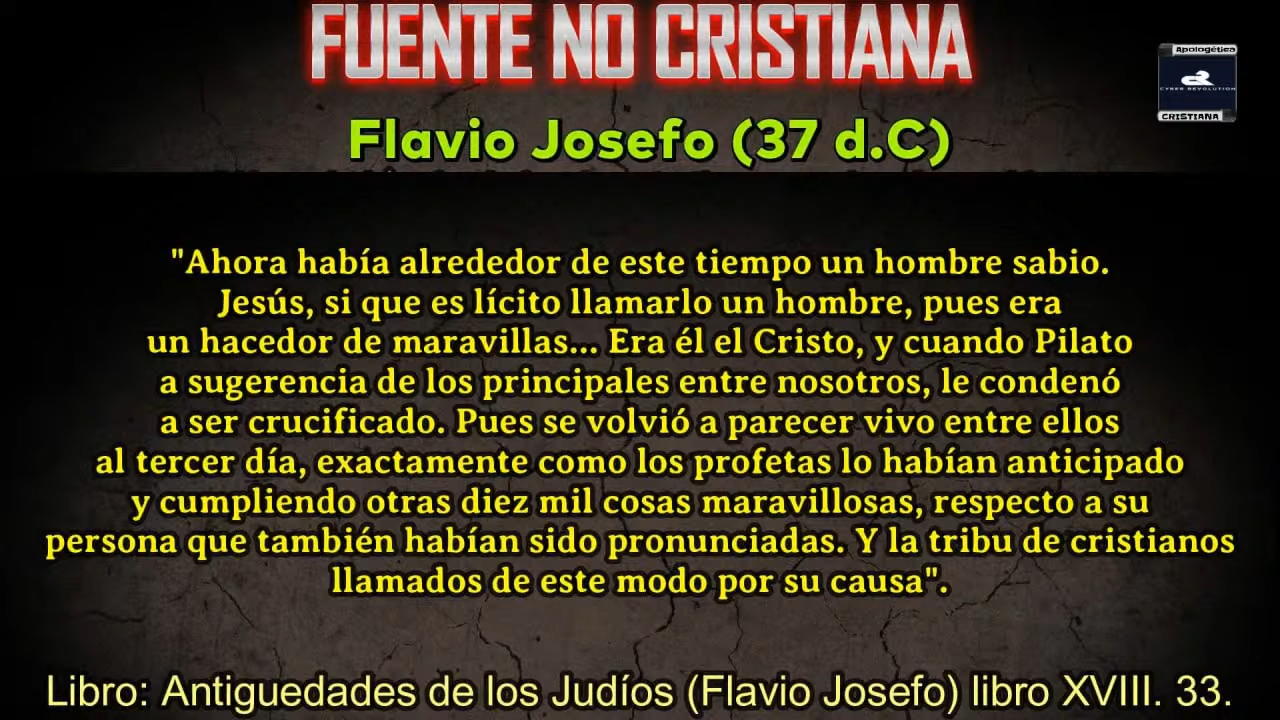 FUENTE NO CRISTIANA
Apologética
CYBER REVOLUTION
CRISTIANA
Flavio Josefo (37 d.C)
"Ahora había alrededor de este tiempo un hombre sabio.
Jesús, si que es lícito llamarlo un hombre, pues era
un hacedor de maravillas... Era él el Cristo, y cuando Pilato
a sugerencia de los principales entre nosotros, le condenó
a ser crucificado. Pues se volvió a parecer vivo entre ellos
al tercer día, exactamente como los profetas lo habían anticipado
y cumpliendo otras diez mil cosas maravillosas, respecto a su
persona que también habían sido pronunciadas. Y la tribu de cristianos
llamados de este modo por su causa".
Libro: Antiguedades de los Judíos (Flavio Josefo) libro XVIII. 33.